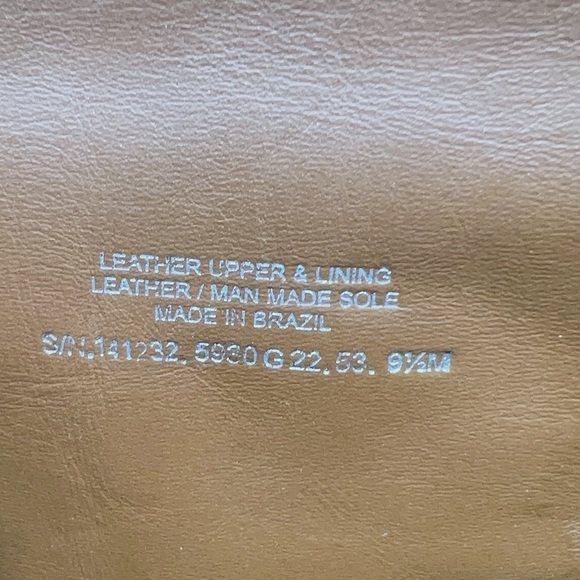 LEATHER UPPER & LINING
LEATHER / MAN MADE SOLE
MADE IN BRAZIL
S/N.141232. 5930 G 22. 53. 9½M